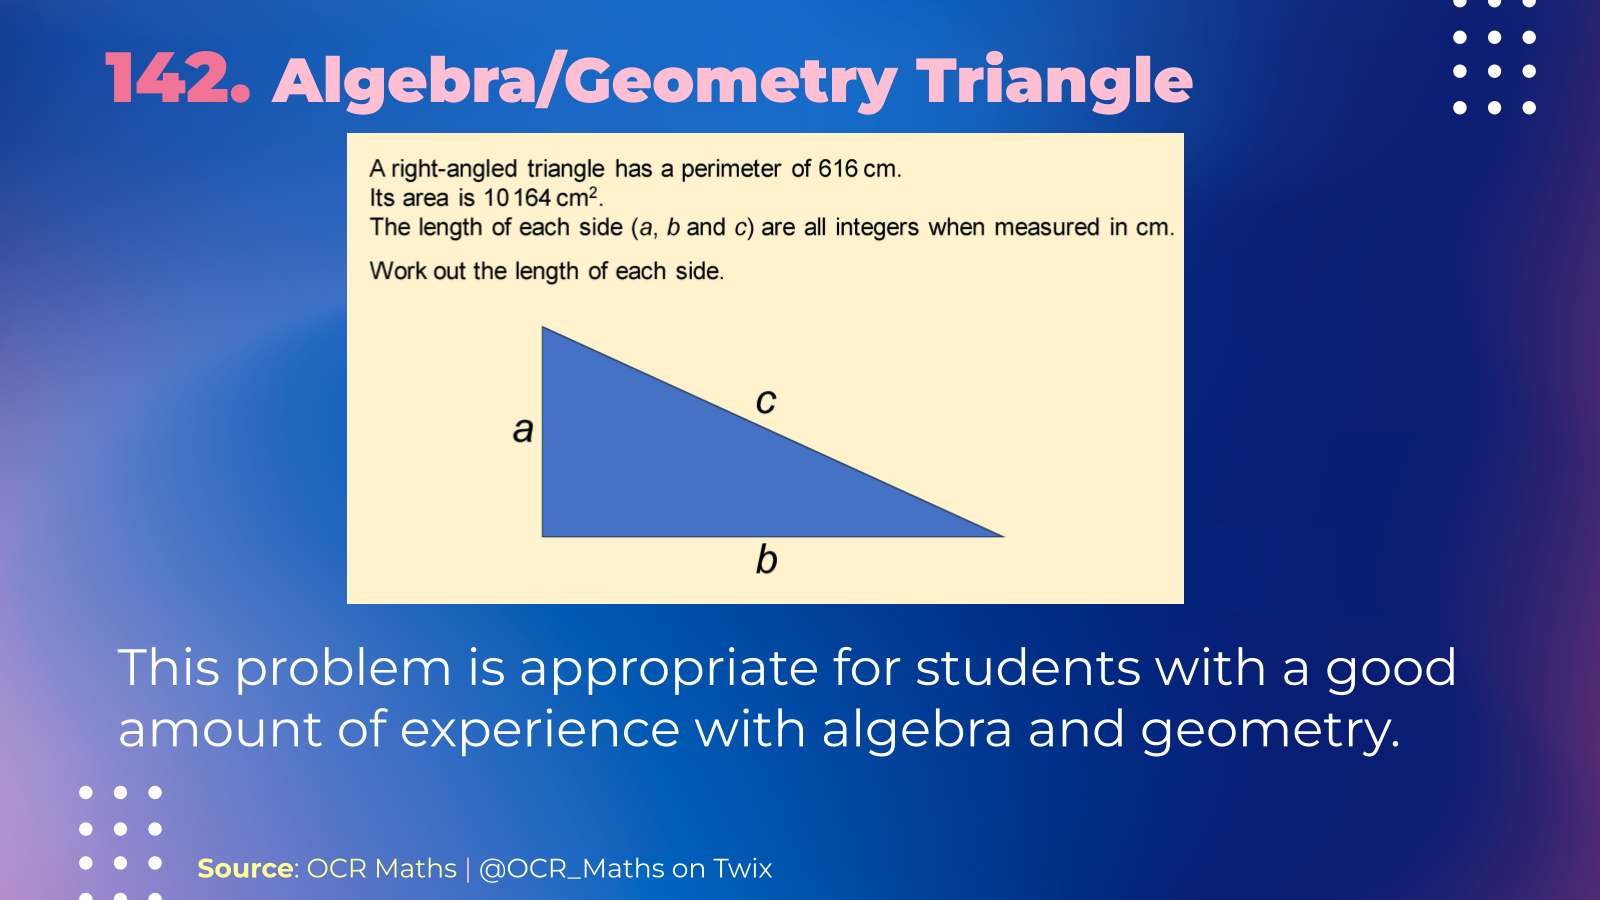 142. Algebra/Geometry Triangle
A right-angled triangle has a perimeter of 616 cm.
Its area is 10 164 cm².
The length of each side (a, b and c) are all integers when measured in cm.
Work out the length of each side.
c
a
b
This problem is appropriate for students with a good
amount of experience with algebra and geometry.
Source: OCR Maths | @OCR_Maths on Twix